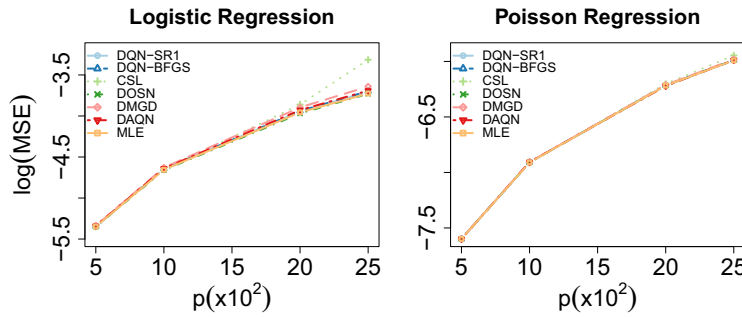 Logistic Regression
log(MSE)
-3.5
-4.5
-5.5
DQN-SR1
DQN-BFGS
CSL
DOSN
DMGD
DAQN
MLE
5 10 15 20 25
p(x10²)
Poisson Regression
-6.5
-7.5
DQN-SR1
DQN-BFGS
CSL
DOSN
DMGD
DAQN
MLE
5 10 15 20 25
p(x10²)